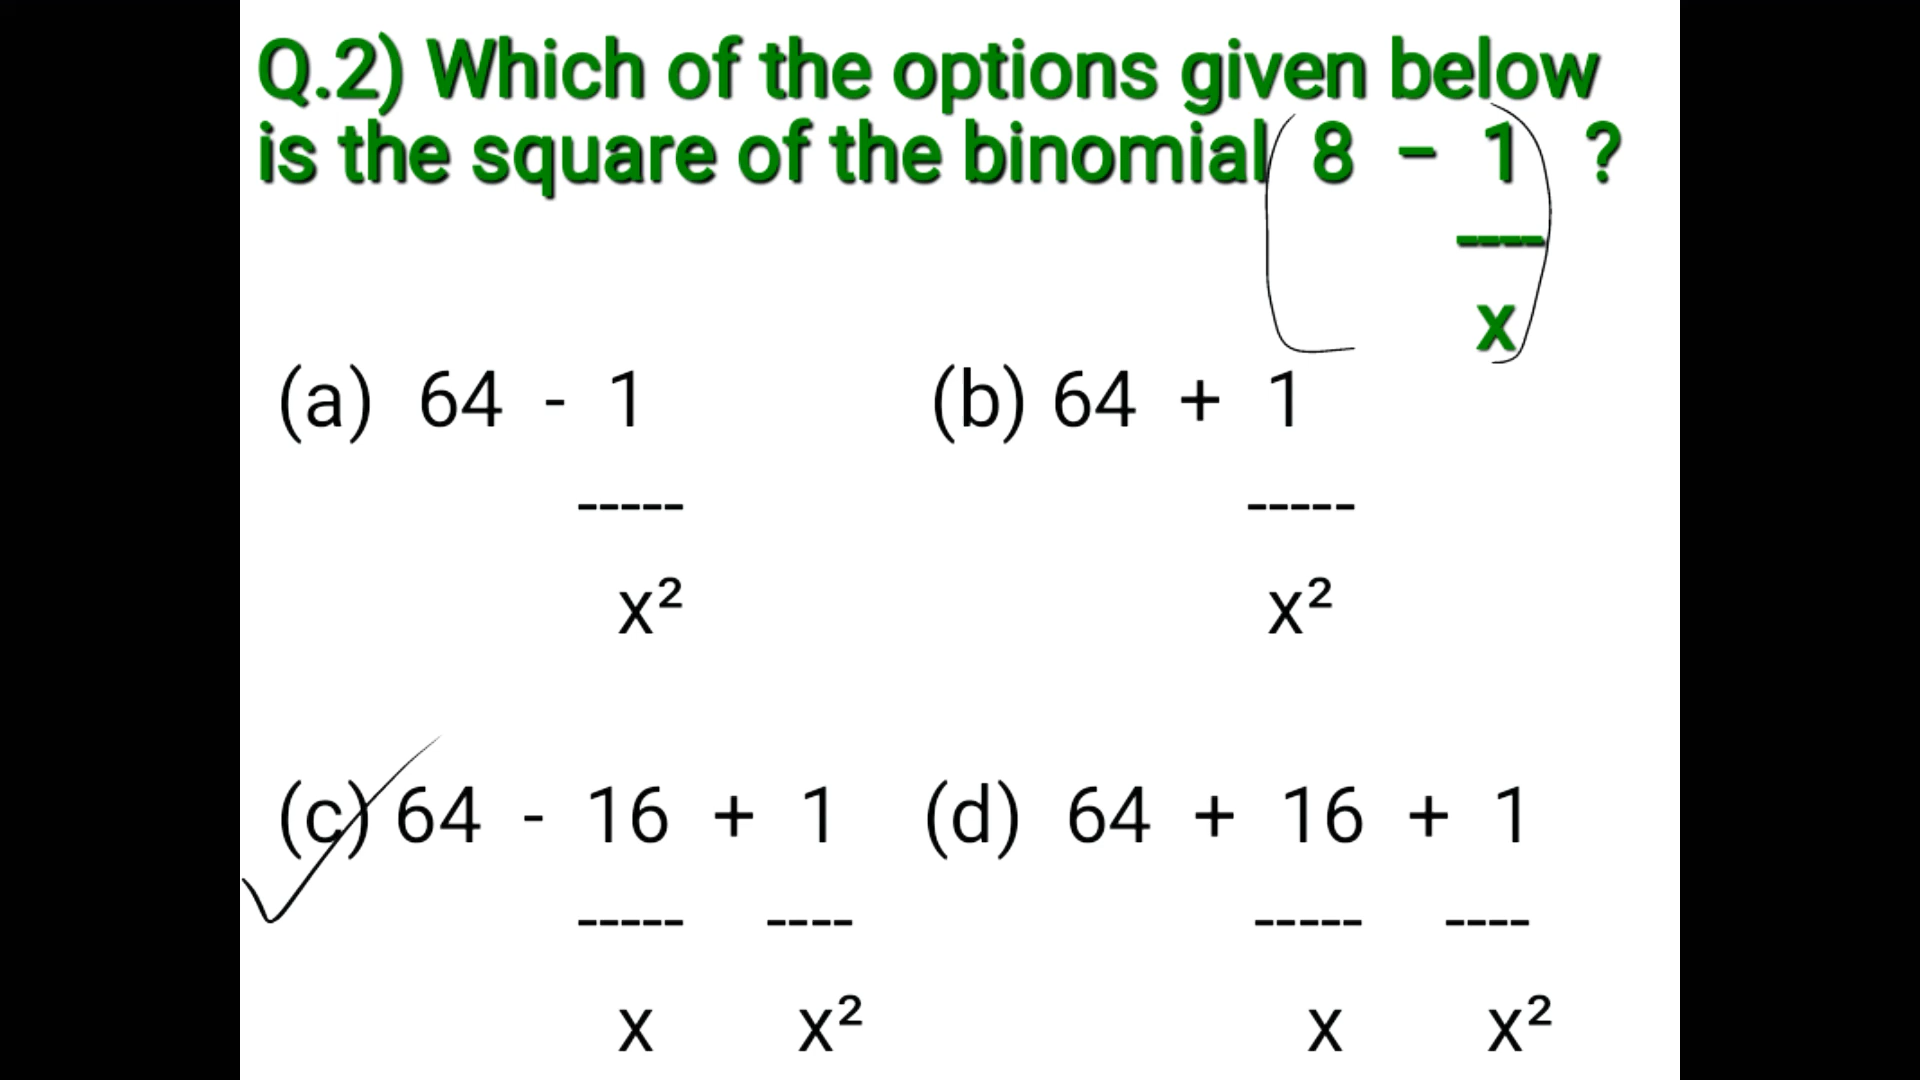 Q.2) Which of the options given below
is the square of the binomial ( 8 − 1 ) ?
----
x
(a) 64 - 1 (b) 64 + 1
----- -----
x² x²
(c) 64 - 16 + 1 (d) 64 + 16 + 1
----- ---- ----- ----
x x² x x²